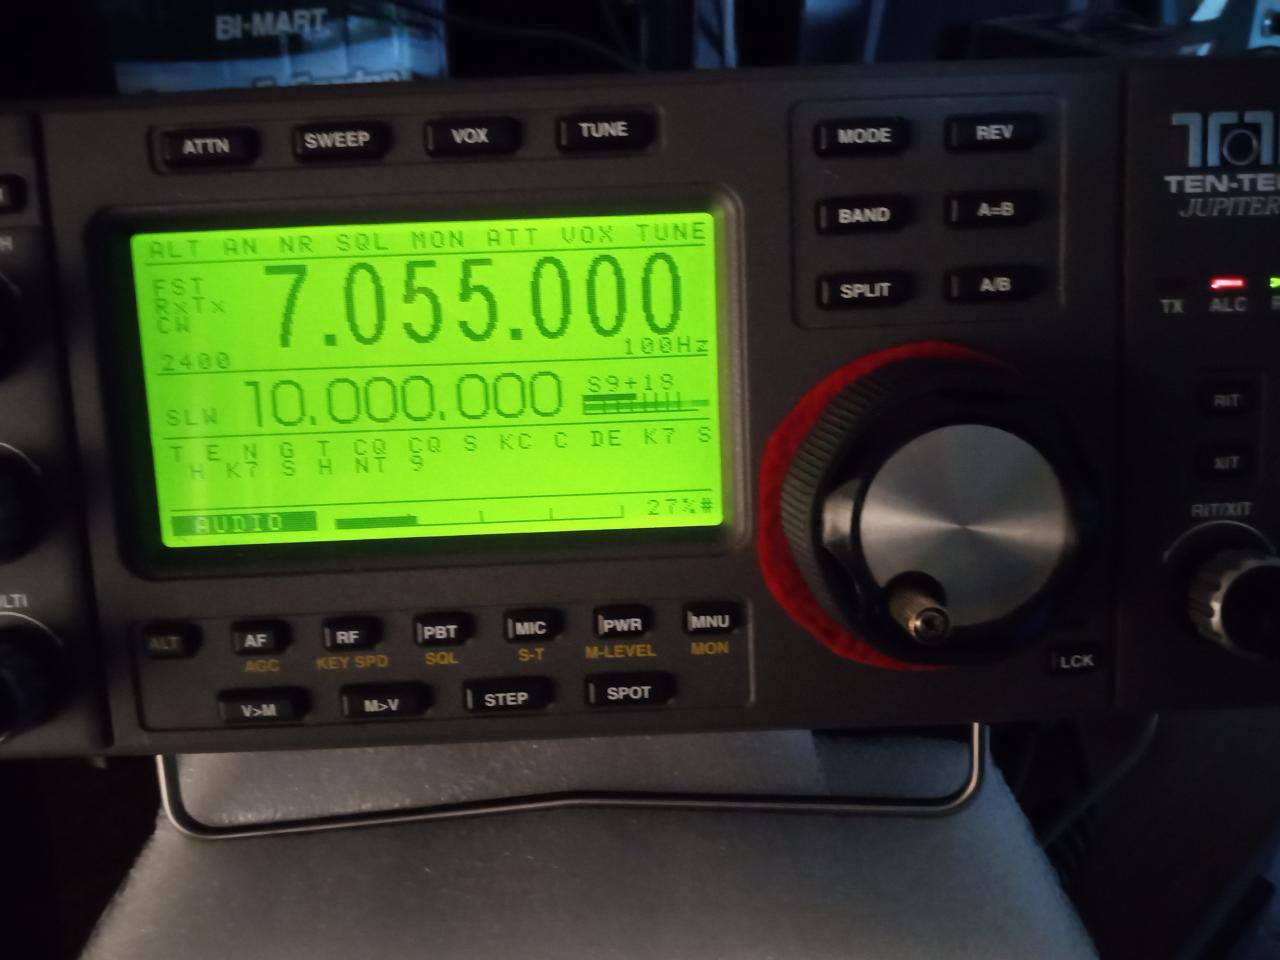 BI-MART
ATTN SWEEP VOX TUNE
MODE REV
BAND A=B
SPLIT A/B
TEN-TE
JUPITER
TX ALC
ALT AN NR SQL MON ATT VOX TUNE
FST
RxTx
CW
7.055.000
2400
100Hz
SLW 10.000.000 S9+18
T E N G T CQ CQ S KC C DE K7 S
H K7 S H NT 9
AUDIO 27%#
RIT
XIT
RIT/XIT
LTI
ALT AF RF PBT MIC PWR MNU
AGC KEY SPD SQL S-T M-LEVEL MON
V>M M>V STEP SPOT
LCK